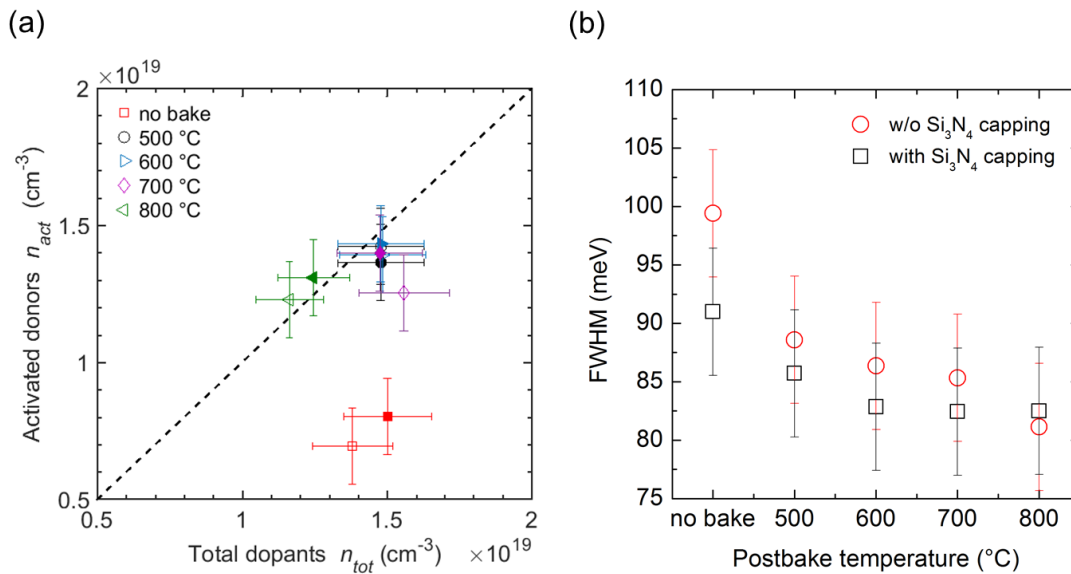 (a)
×10^19
2
1.5
1
0.5
Activated donors n_act (cm^-3)
no bake
500 °C
600 °C
700 °C
800 °C
0.5
1
1.5
2
Total dopants n_tot (cm^-3)
×10^19
(b)
110
105
100
95
90
85
80
75
FWHM (meV)
w/o Si₃N₄ capping
with Si₃N₄ capping
no bake
500
600
700
800
Postbake temperature (°C)